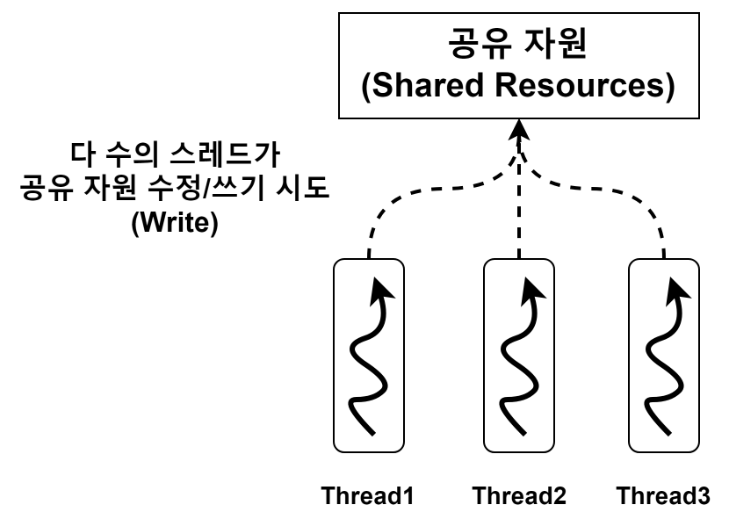 공유 자원
(Shared Resources)
다 수의 스레드가
공유 자원 수정/쓰기 시도
(Write)
Thread1
Thread2
Thread3